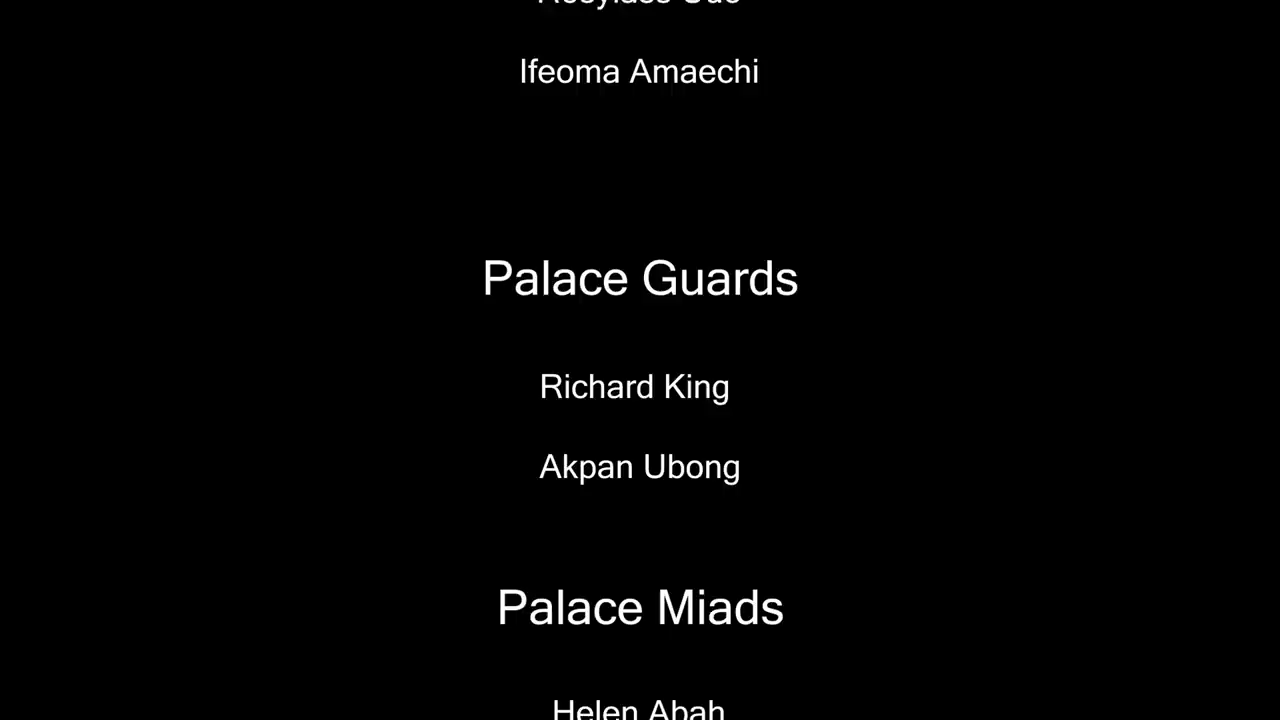 Ifeoma Amaechi
Palace Guards
Richard King
Akpan Ubong
Palace Miads
Helen Abah